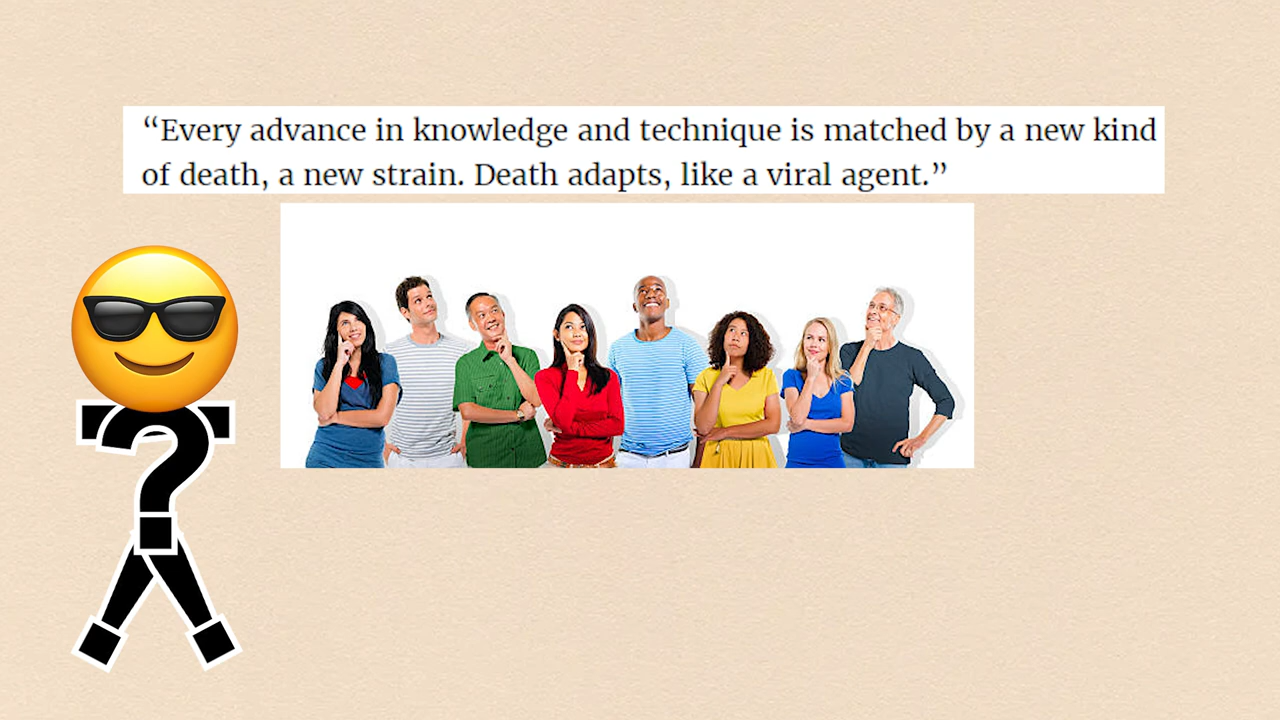 “Every advance in knowledge and technique is matched by a new kind
of death, a new strain. Death adapts, like a viral agent.”
?